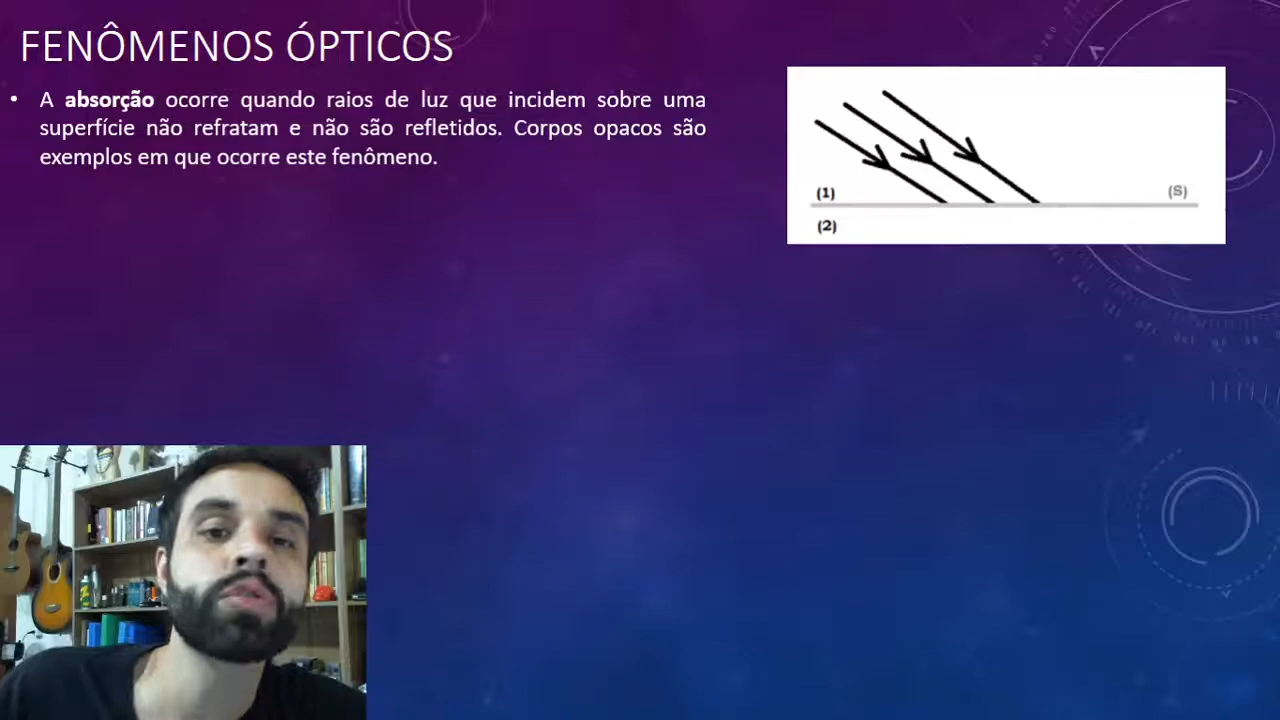 FENÔMENOS ÓPTICOS
• A absorção ocorre quando raios de luz que incidem sobre uma
superfície não refratam e não são refletidos. Corpos opacos são
exemplos em que ocorre este fenômeno.
(1)
(S)
(2)